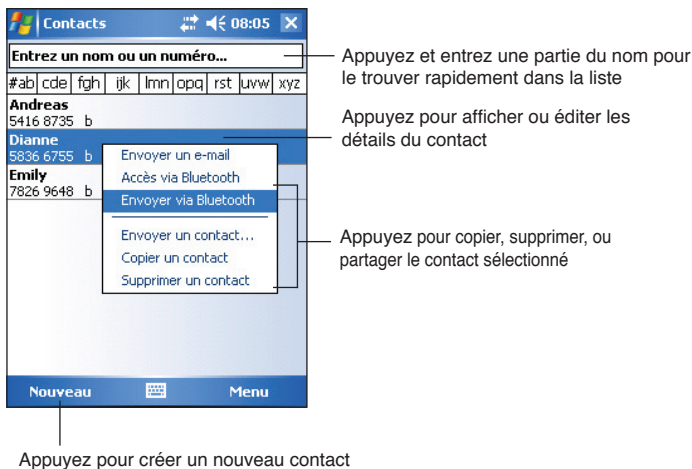 Contacts 08:05
Entrez un nom ou un numéro...
#ab cde fgh ijk lmn opq rst uvw xyz
Andreas
5416 8735 b
Dianne
5836 6755 b
Emily
7826 9648 b
Envoyer un e-mail
Accès via Bluetooth
Envoyer via Bluetooth
Envoyer un contact...
Copier un contact
Supprimer un contact
Nouveau Menu
Appuyez et entrez une partie du nom pour
le trouver rapidement dans la liste
Appuyez pour afficher ou éditer les
détails du contact
Appuyez pour copier, supprimer, ou
partager le contact sélectionné
Appuyez pour créer un nouveau contact